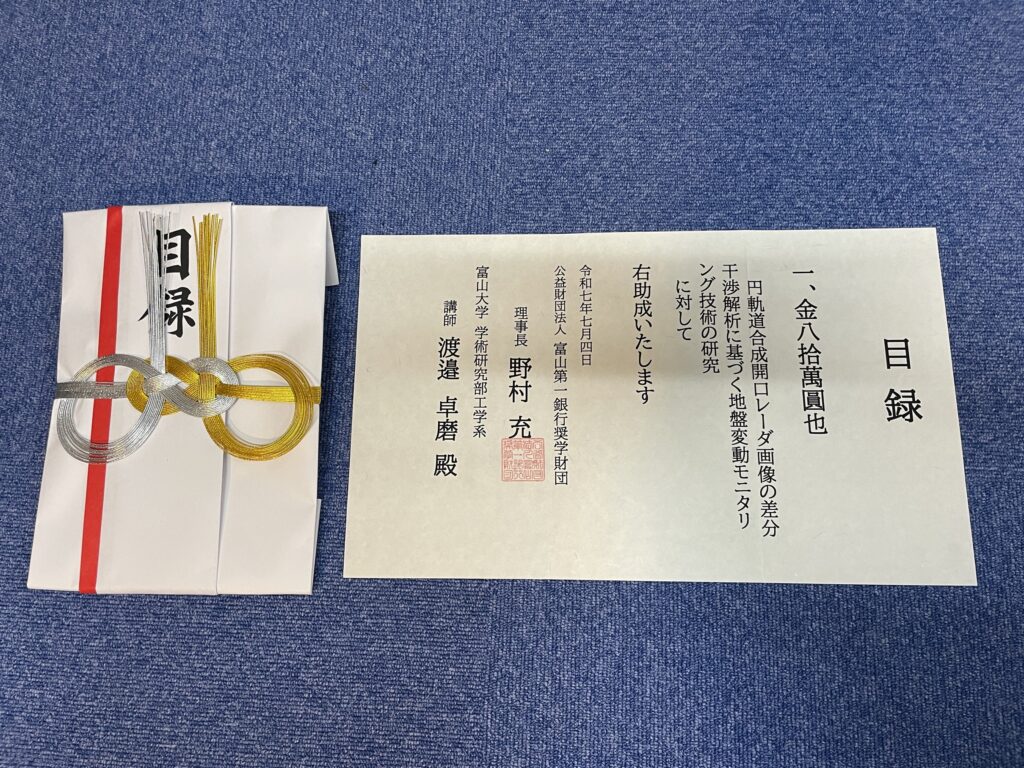 目録
目録
一、金八拾萬圓也
円軌道合成開口レーダ画像の差分
干渉解析に基づく地盤変動モニタリ
ング技術の研究
に対して
右助成いたします
令和七年七月四日
公益財団法人 富山第一銀行奨学財団
理事長 野村 充
富山大学 学術研究部工学系
講師 渡邉 卓磨 殿